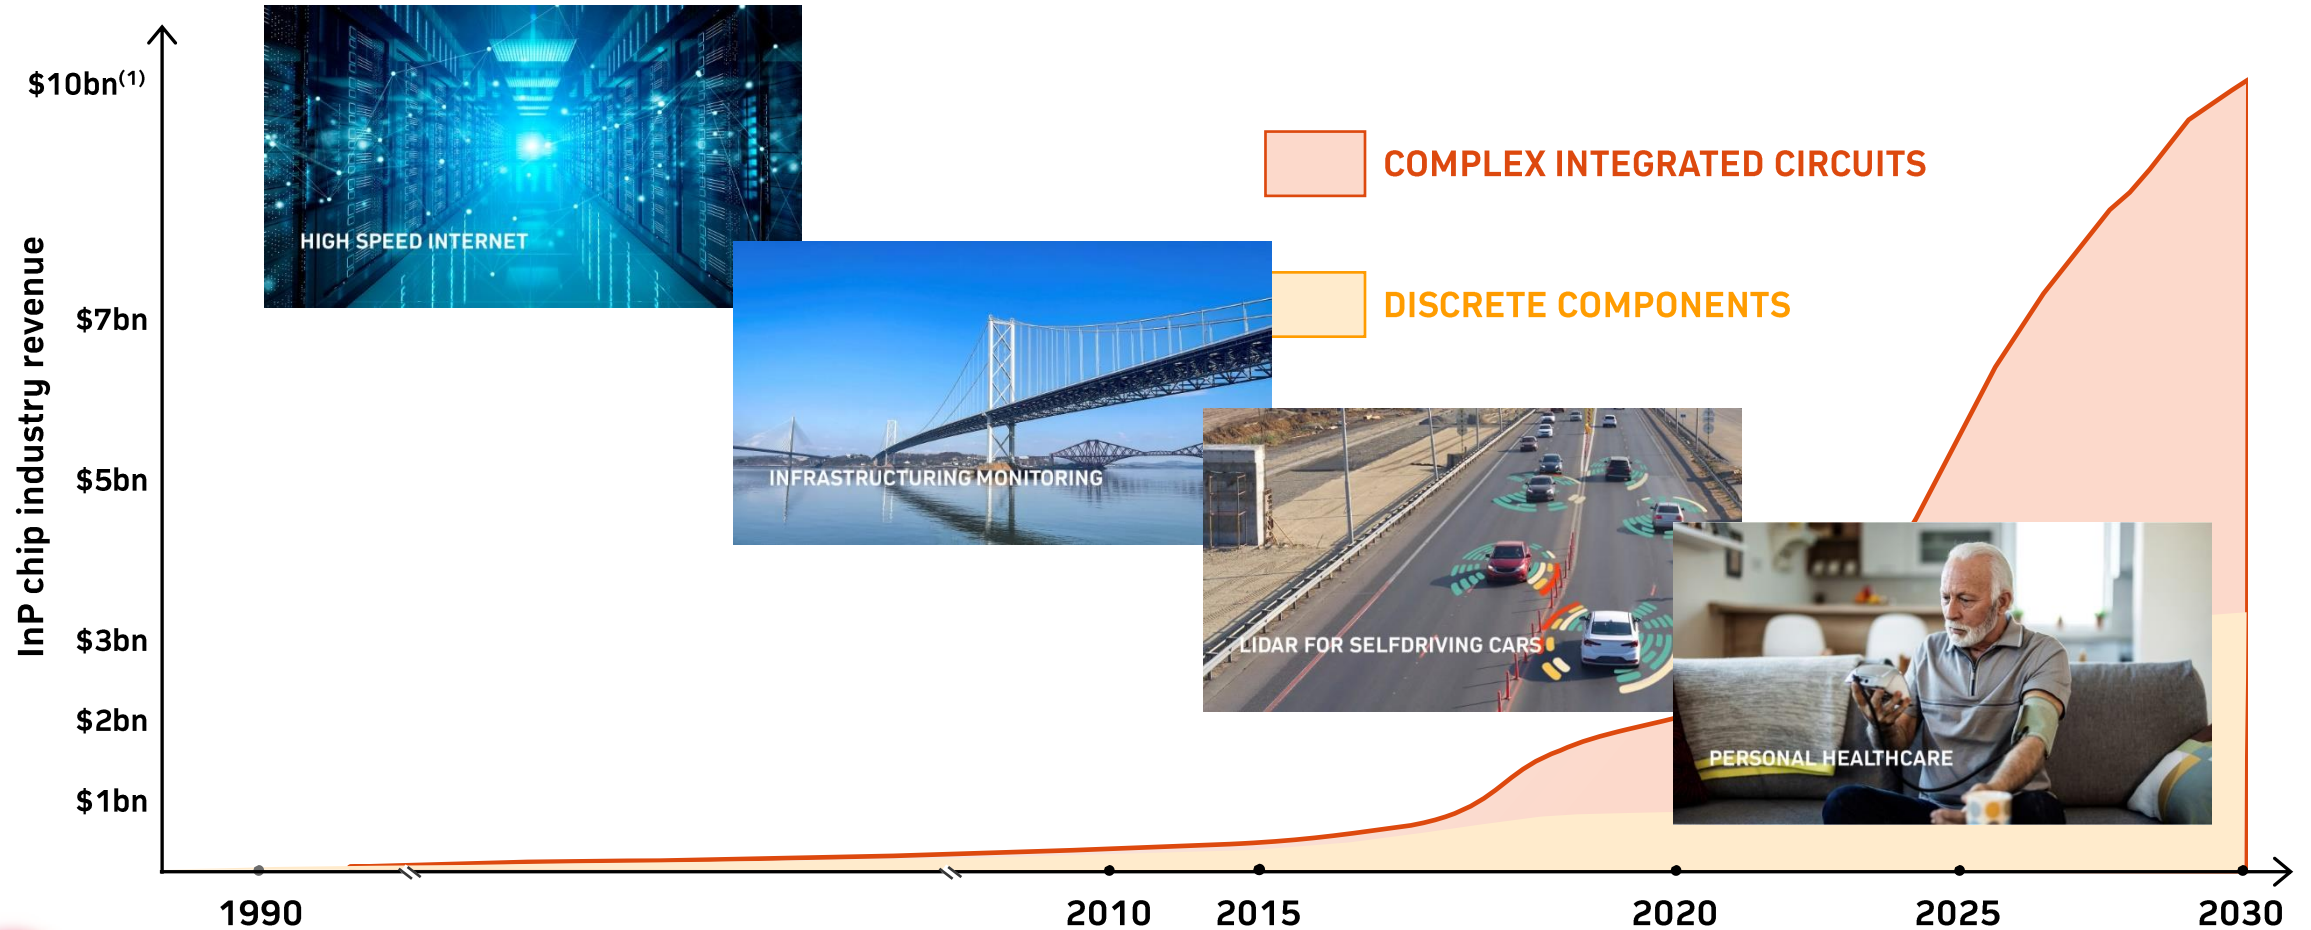 $10bn(1)
$7bn
$5bn
$3bn
$2bn
$1bn
InP chip industry revenue
HIGH SPEED INTERNET
INFRASTRUCTURING MONITORING
LIDAR FOR SELFDRIVING CARS
PERSONAL HEALTHCARE
COMPLEX INTEGRATED CIRCUITS
DISCRETE COMPONENTS
1990
2010
2015
2020
2025
2030